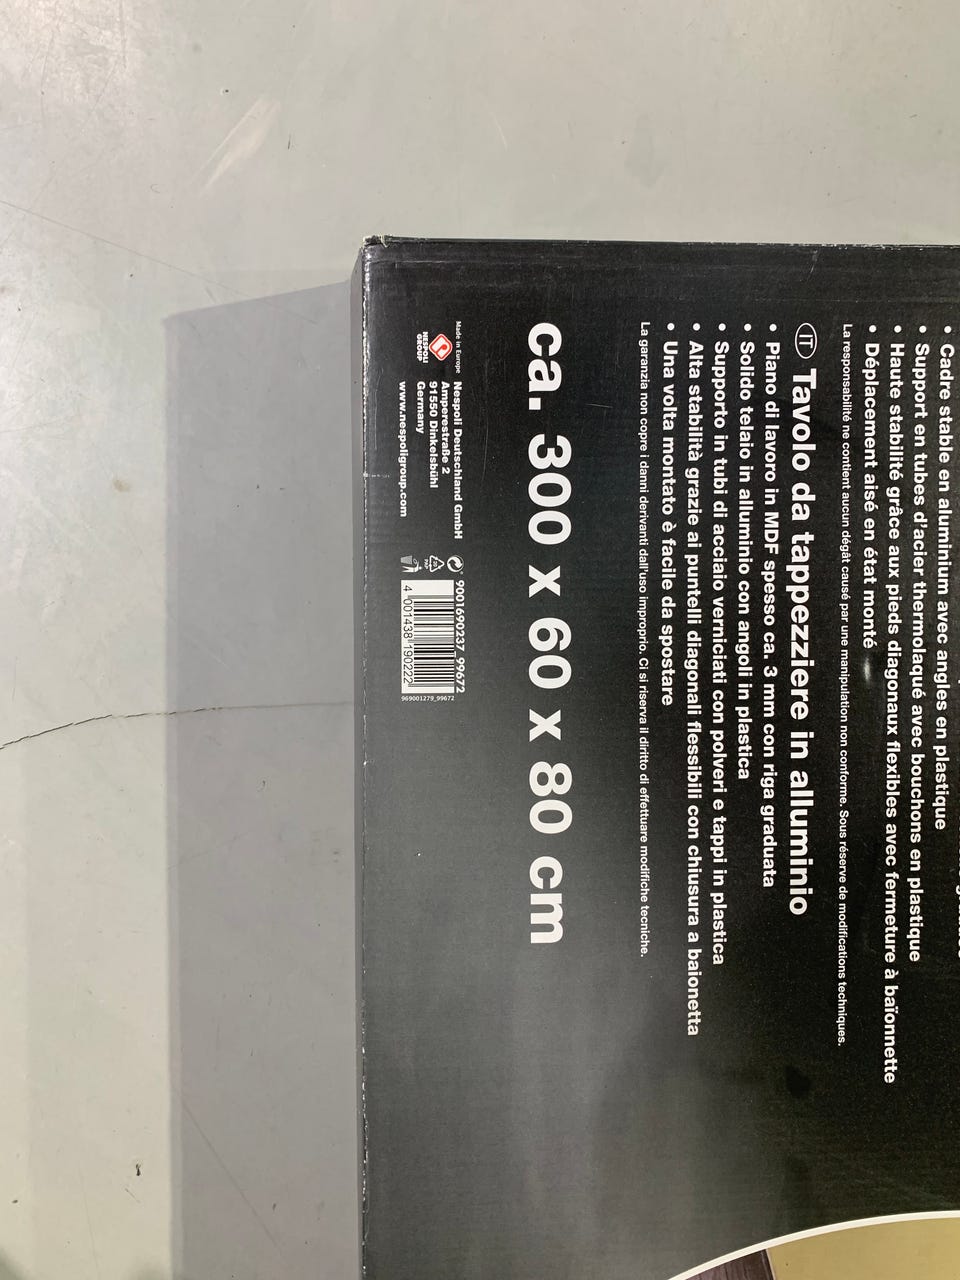 • Cadre stable en aluminium avec angles en plastique
• Support en tubes d'acier thermolaqué avec bouchons en plastique
• Haute stabilité grâce aux pieds diagonaux flexibles avec fermeture à baïonnette
• Déplacement aisé en état monté
La responsabilité ne contient aucun dégât causé par une manipulation non conforme. Sous réserve de modifications techniques.
IT Tavolo da tappezziere in alluminio
• Piano di lavoro in MDF spesso ca. 3 mm con riga graduata
• Solido telaio in alluminio con angoli in plastica
• Supporto in tubi di acciaio verniciati con polveri e tappi in plastica
• Alta stabilità grazie ai puntelli diagonali flessibili con chiusura a baionetta
• Una volta montato è facile da spostare
La garanzia non copre i danni derivanti dall'uso improprio. Ci si riserva il diritto di effettuare modifiche tecniche.
ca. 300 x 60 x 80 cm
Made in Europe
NESPOLI
GROUP
Nespoli Deutschland GmbH
Amperestraße 2
91550 Dinkelsbühl
Germany
www.nespoligroup.com
9001690237_99672
4 001438 190222
969001279_99672